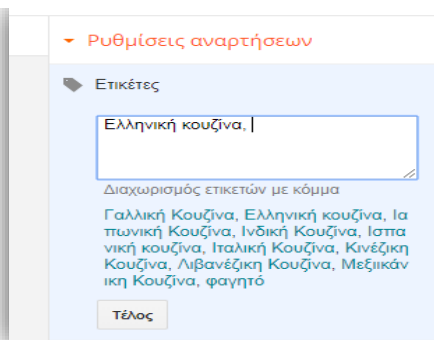 Ρυθμίσεις αναρτήσεων
Ετικέτες
Ελληνική κουζίνα,
Διαχωρισμός ετικετών με κόμμα
Γαλλική Κουζίνα, Ελληνική κουζίνα, Ια
πωνική Κουζίνα, Ινδική Κουζίνα, Ισπα
νική κουζίνα, Ιταλική Κουζίνα, Κινέζικη
Κουζίνα, Λιβανέζικη Κουζίνα, Μεξιικάν
ικη Κουζίνα, φαγητό
Τέλος